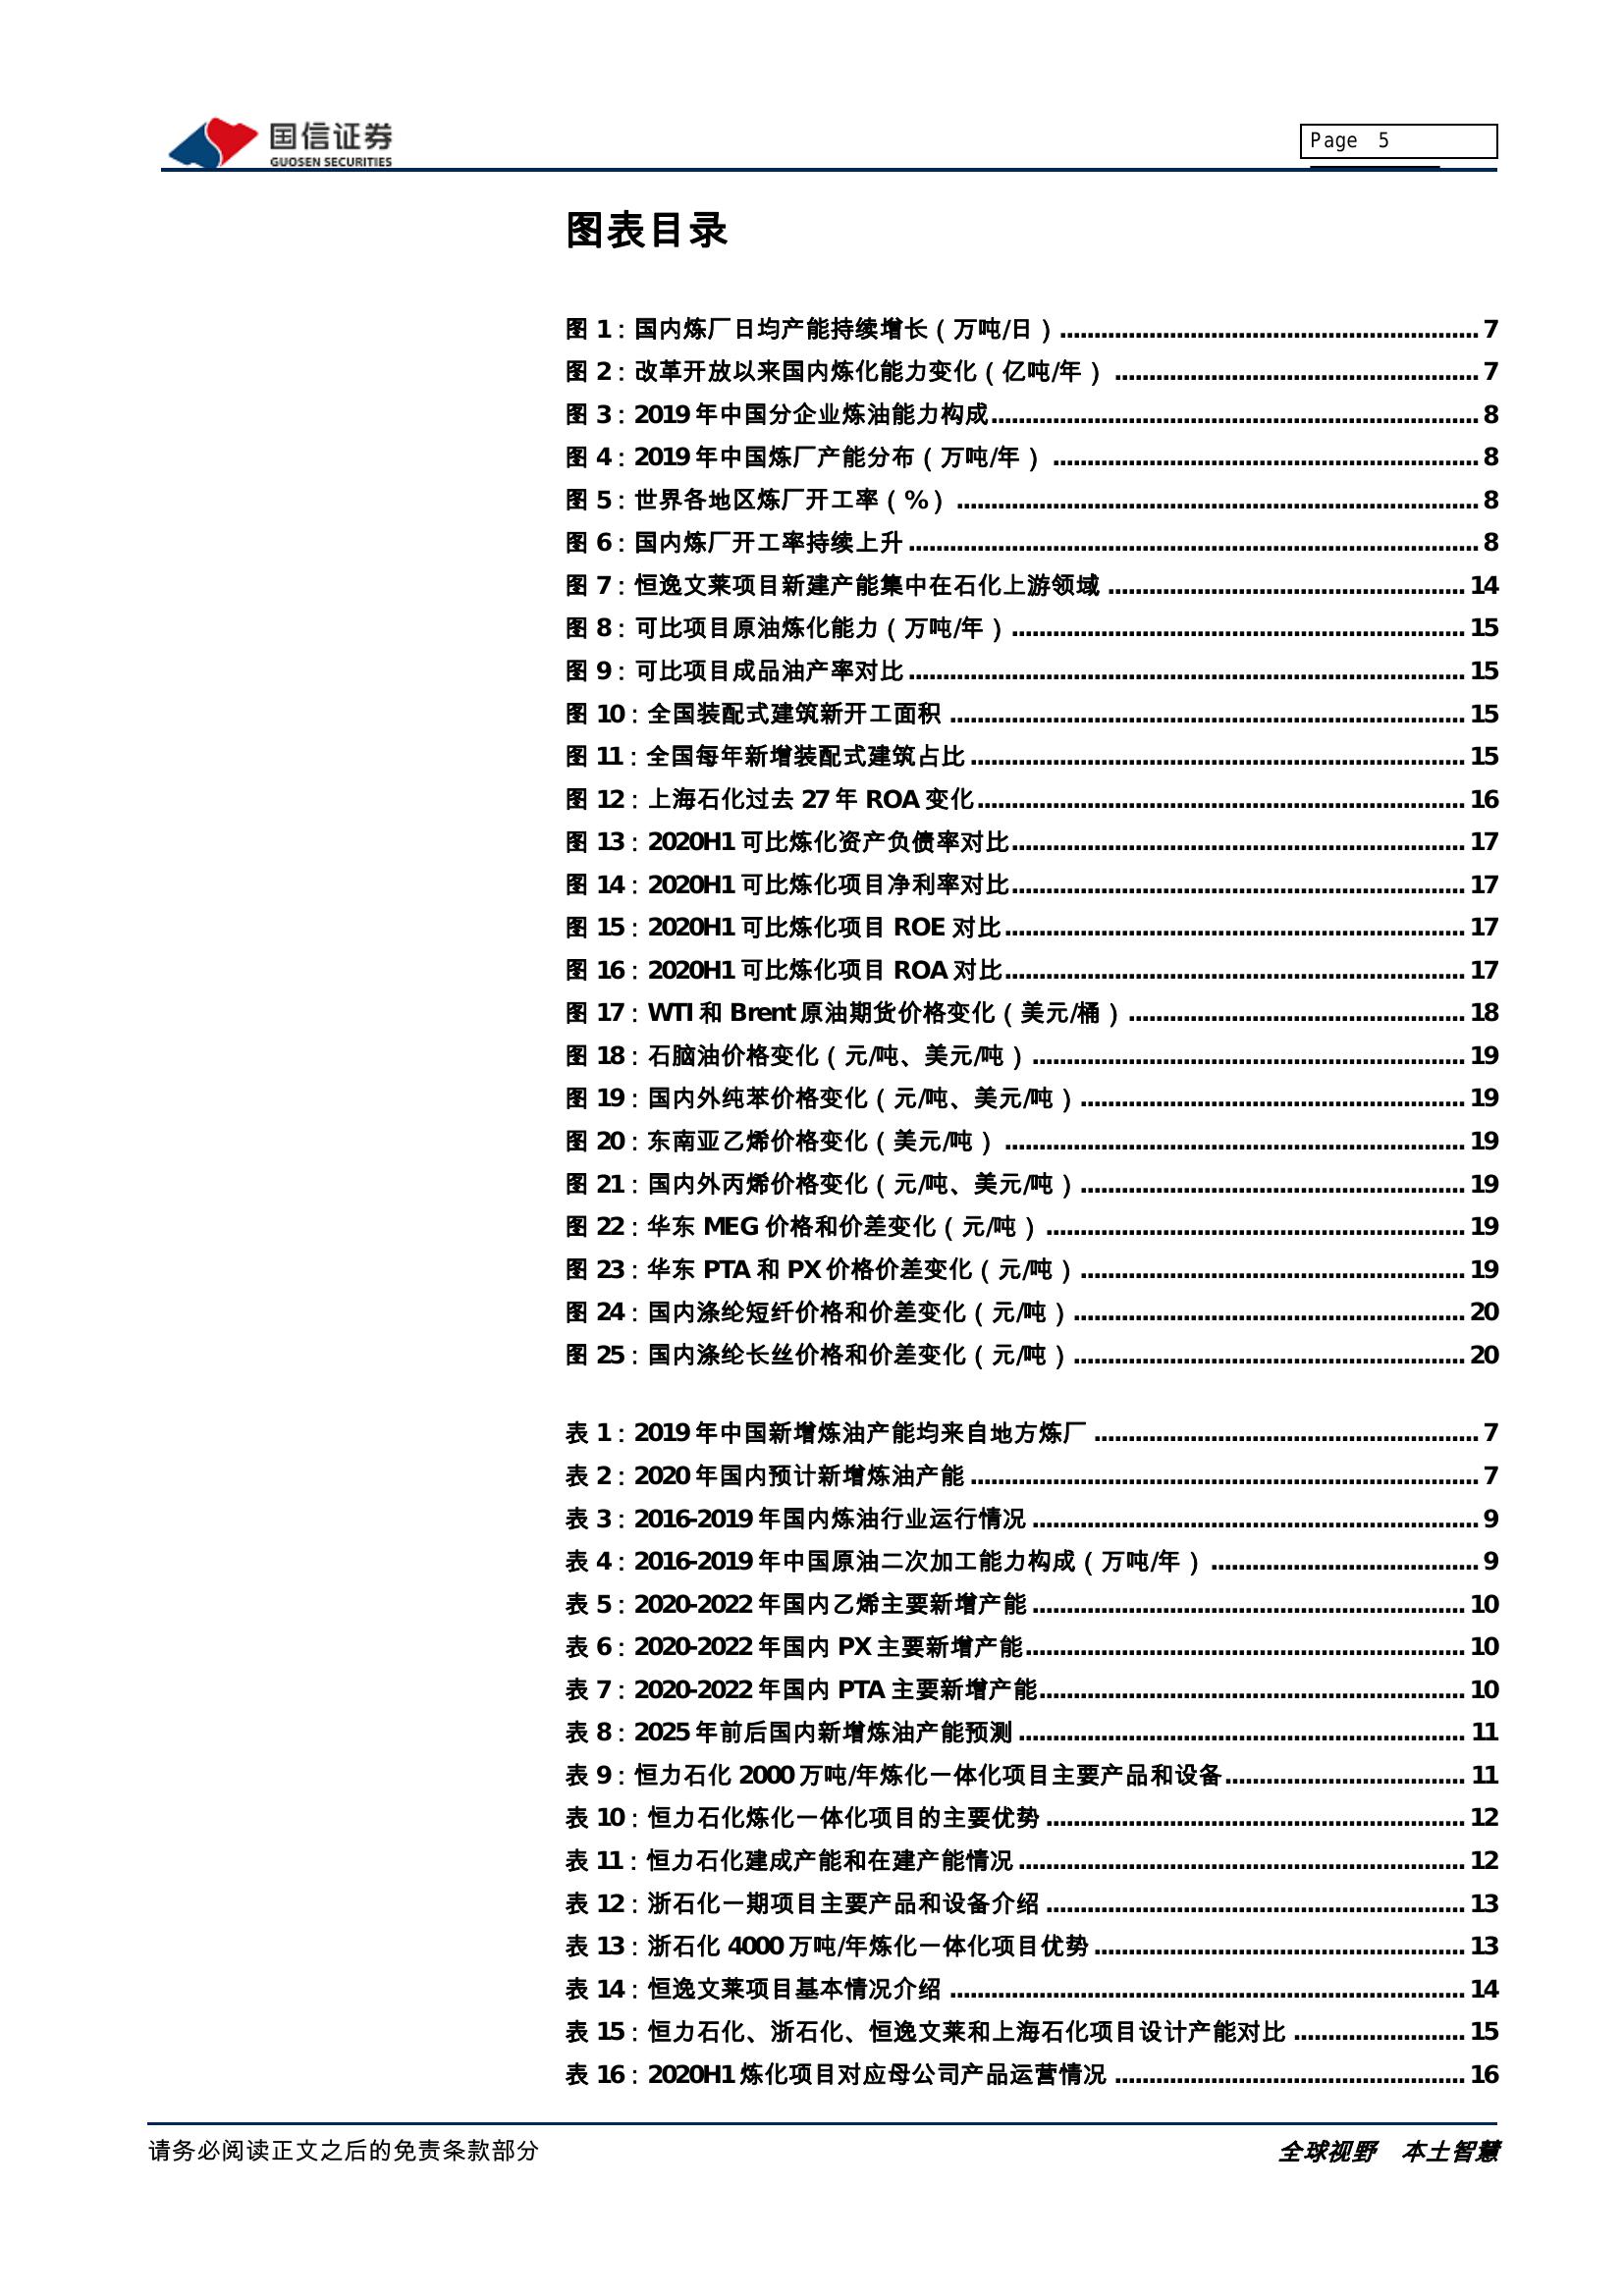 国信证券
GUOSEN SECURITIES
Page 5
图表目录
图 1：国内炼厂日均产能持续增长（万吨/日）.......... 7
图 2：改革开放以来国内炼化能力变化（亿吨/年）.......... 7
图 3：2019 年中国分企业炼油能力构成.......... 8
图 4：2019 年中国炼厂产能分布（万吨/年）.......... 8
图 5：世界各地区炼厂开工率（%）.......... 8
图 6：国内炼厂开工率持续上升.......... 8
图 7：恒逸文莱项目新建产能集中在石化上游领域.......... 14
图 8：可比项目原油炼化能力（万吨/年）.......... 15
图 9：可比项目成品油产率对比.......... 15
图 10：全国装配式建筑新开工面积.......... 15
图 11：全国每年新增装配式建筑占比.......... 15
图 12：上海石化过去 27 年 ROA 变化.......... 16
图 13：2020H1 可比炼化资产负债率对比.......... 17
图 14：2020H1 可比炼化项目净利率对比.......... 17
图 15：2020H1 可比炼化项目 ROE 对比.......... 17
图 16：2020H1 可比炼化项目 ROA 对比.......... 17
图 17：WTI 和 Brent 原油期货价格变化（美元/桶）.......... 18
图 18：石脑油价格变化（元/吨、美元/吨）.......... 19
图 19：国内外纯苯价格变化（元/吨、美元/吨）.......... 19
图 20：东南亚乙烯价格变化（美元/吨）.......... 19
图 21：国内外丙烯价格变化（元/吨、美元/吨）.......... 19
图 22：华东 MEG 价格和价差变化（元/吨）.......... 19
图 23：华东 PTA 和 PX 价格价差变化（元/吨）.......... 19
图 24：国内涤纶短纤价格和价差变化（元/吨）.......... 20
图 25：国内涤纶长丝价格和价差变化（元/吨）.......... 20
表 1：2019 年中国新增炼油产能均来自地方炼厂.......... 7
表 2：2020 年国内预计新增炼油产能.......... 7
表 3：2016-2019 年国内炼油行业运行情况.......... 9
表 4：2016-2019 年中国原油二次加工能力构成（万吨/年）.......... 9
表 5：2020-2022 年国内乙烯主要新增产能.......... 10
表 6：2020-2022 年国内 PX 主要新增产能.......... 10
表 7：2020-2022 年国内 PTA 主要新增产能.......... 10
表 8：2025 年前后国内新增炼油产能预测.......... 11
表 9：恒力石化 2000 万吨/年炼化一体化项目主要产品和设备.......... 11
表 10：恒力石化炼化一体化项目的主要优势.......... 12
表 11：恒力石化建成产能和在建产能情况.......... 12
表 12：浙石化一期项目主要产品和设备介绍.......... 13
表 13：浙石化 4000 万吨/年炼化一体化项目优势.......... 13
表 14：恒逸文莱项目基本情况介绍.......... 14
表 15：恒力石化、浙石化、恒逸文莱和上海石化项目设计产能对比.......... 15
表 16：2020H1 炼化项目对应母公司产品运营情况.......... 16
请务必阅读正文之后的免责条款部分
全球视野 本土智慧